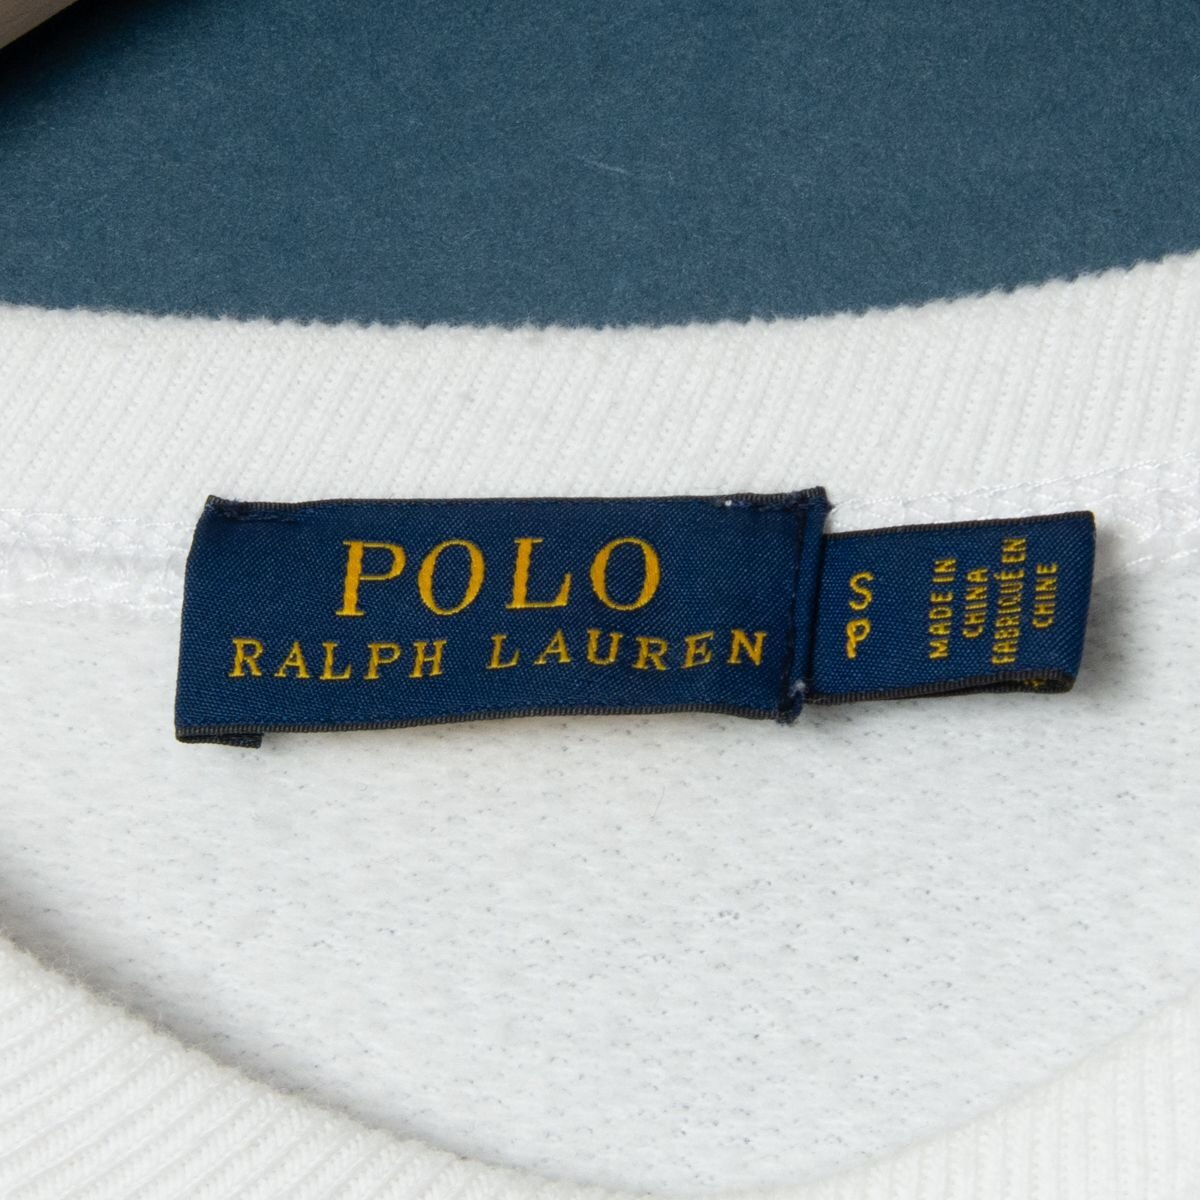 POLO
RALPH LAUREN
S
P
MADE IN
CHINA
FABRIQUÉ EN
CHINE